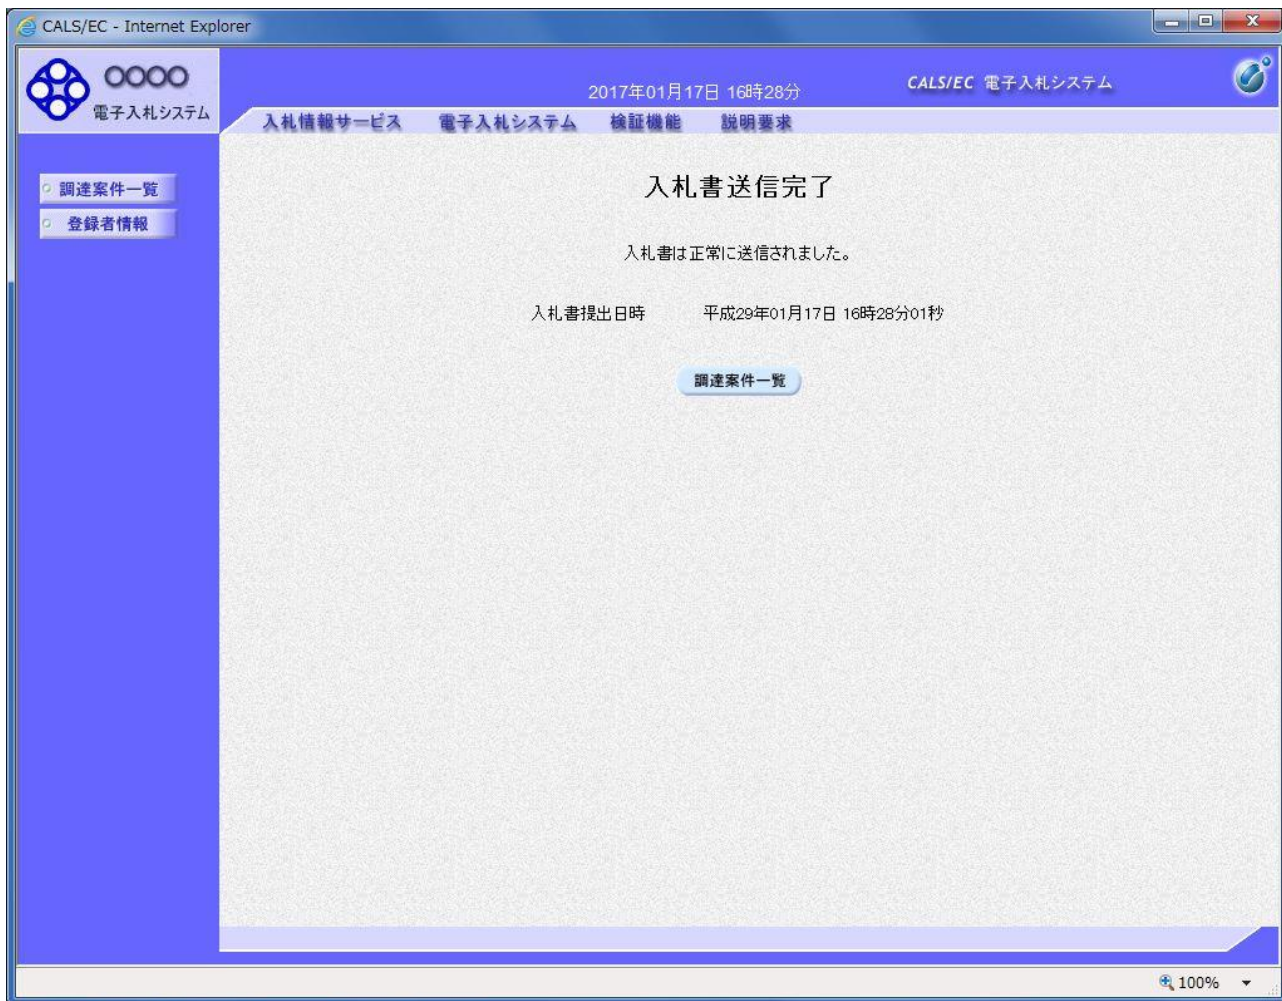 CALS/EC - Internet Explorer
〇〇〇〇
電子入札システム
2017年01月17日 16時28分
CALS/EC 電子入札システム
入札情報サービス 電子入札システム 検証機能 説明要求
調達案件一覧
登録者情報
入札書送信完了
入札書は正常に送信されました。
入札書提出日時 平成29年01月17日 16時28分01秒
調達案件一覧
100%